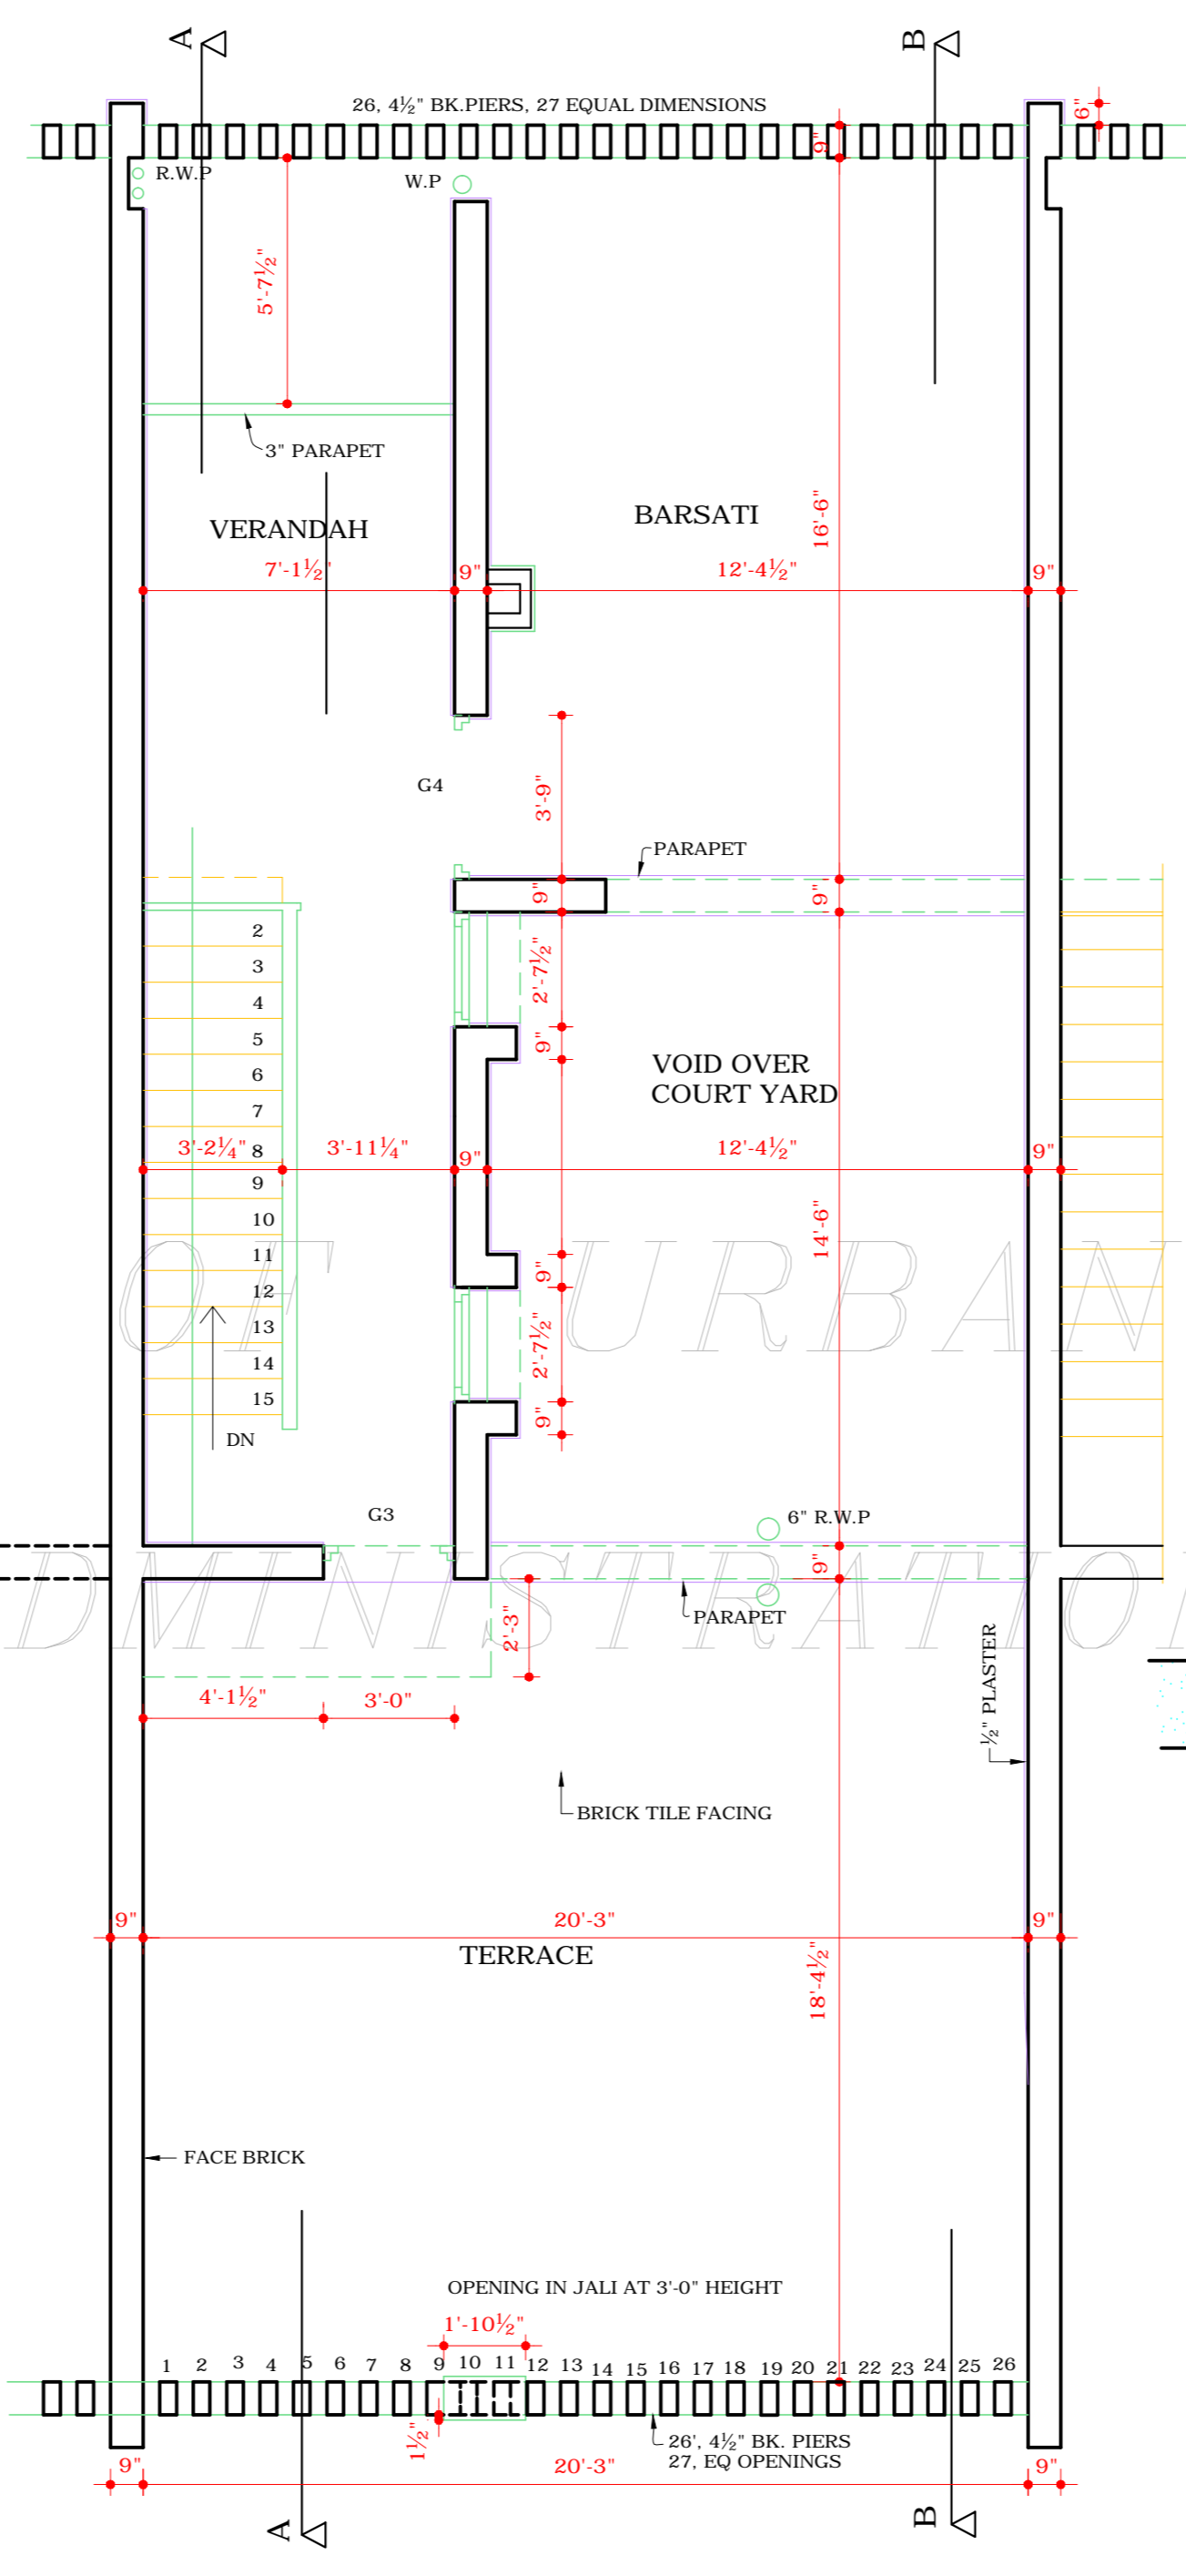 A
B
26, 4½" BK.PIERS, 27 EQUAL DIMENSIONS
6"
9"
R.W.P
W.P
5'-7½"
3" PARAPET
VERANDAH
BARSATI
16'-6"
7'-1½"
9"
12'-4½"
9"
G4
3'-9"
PARAPET
9"
9"
2
3
4
5
6
7
8
9
10
11
12
13
14
15
DN
2'-7½"
9"
VOID OVER
COURT YARD
3'-2¼"
3'-11¼"
9"
12'-4½"
9"
14'-6"
OF URBAN
9"
2'-7½"
9"
G3
6" R.W.P
9"
DMINISTRATION
PARAPET
2'-3"
½" PLASTER
4'-1½"
3'-0"
BRICK TILE FACING
9"
20'-3"
9"
TERRACE
18'-4½"
FACE BRICK
OPENING IN JALI AT 3'-0" HEIGHT
1'-10½"
1 2 3 4 5 6 7 8 9 10 11 12 13 14 15 16 17 18 19 20 21 22 23 24 25 26
1½"
26', 4½" BK. PIERS
27, EQ OPENINGS
9"
20'-3"
9"
A
B